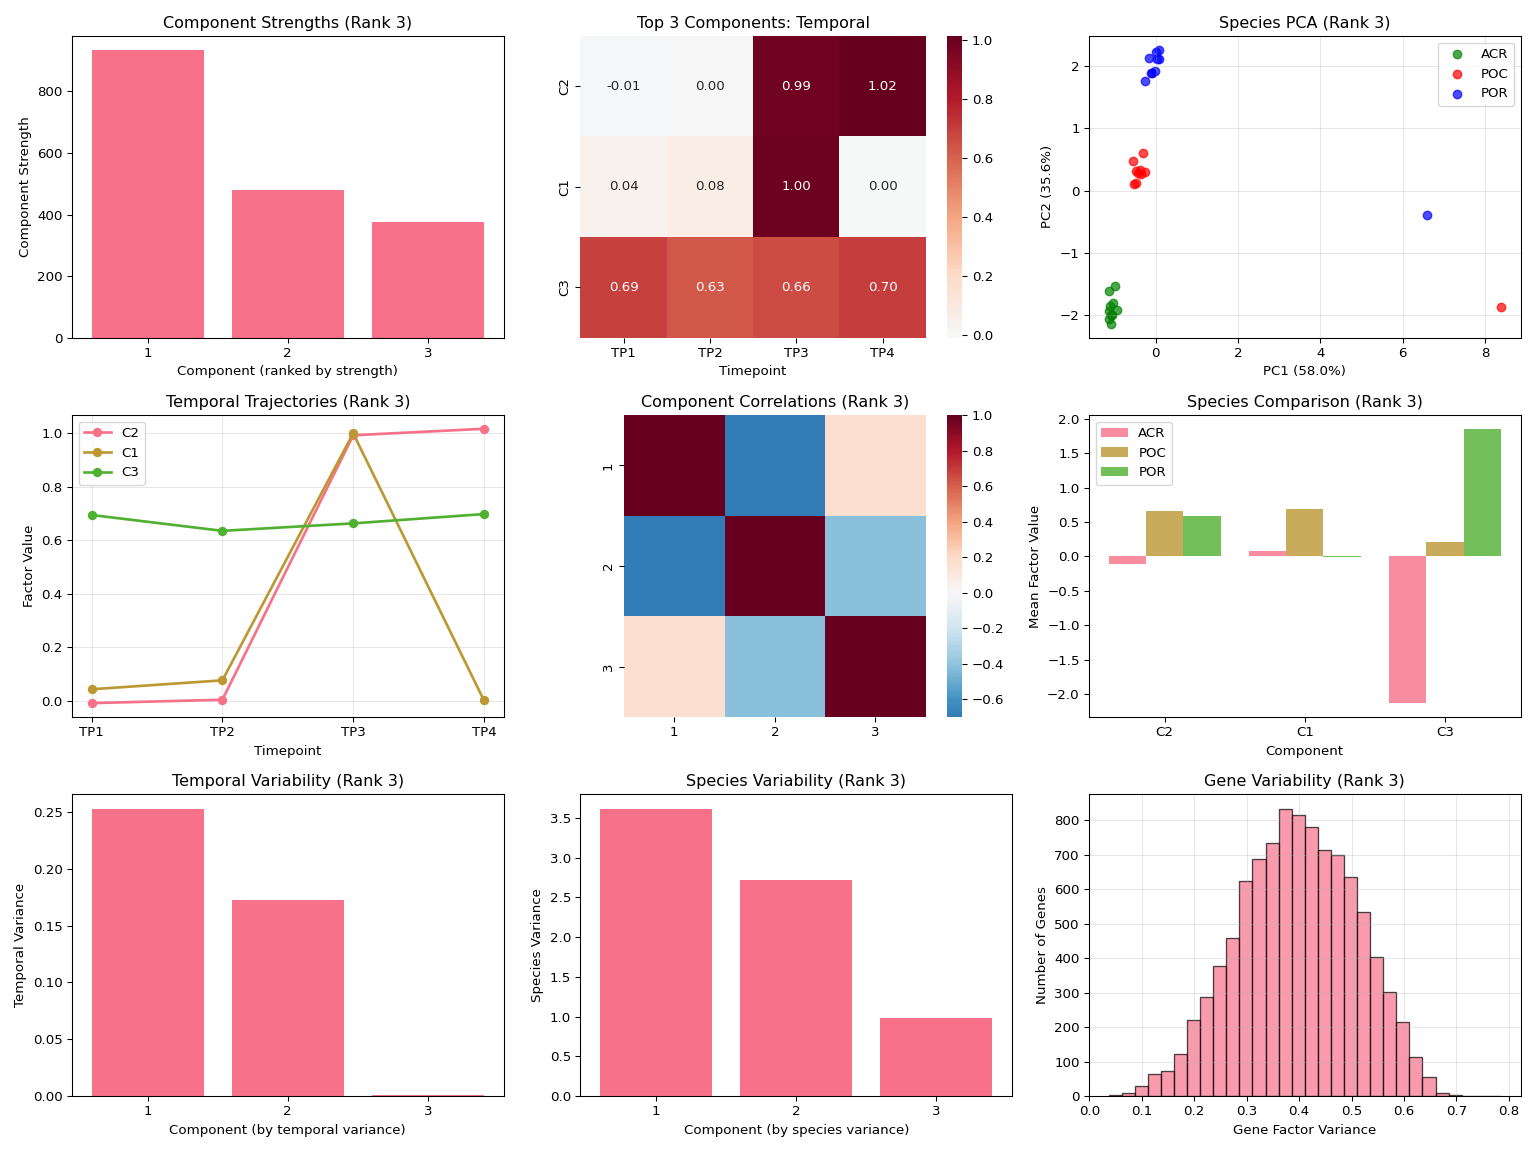 Component Strengths (Rank 3)
Component Strength
800
600
400
200
0
1 2 3
Component (ranked by strength)
Top 3 Components: Temporal
C2
-0.01 0.00 0.99 1.02
C1
0.04 0.08 1.00 0.00
C3
0.69 0.63 0.66 0.70
TP1 TP2 TP3 TP4
Timepoint
1.0
0.8
0.6
0.4
0.2
0.0
Species PCA (Rank 3)
ACR
POC
POR
PC2 (35.6%)
2
1
0
−1
−2
0 2 4 6 8
PC1 (58.0%)
Temporal Trajectories (Rank 3)
C2
C1
C3
Factor Value
1.0
0.8
0.6
0.4
0.2
0.0
TP1 TP2 TP3 TP4
Timepoint
Component Correlations (Rank 3)
1
2
3
1 2 3
1.0
0.8
0.6
0.4
0.2
0.0
−0.2
−0.4
−0.6
Species Comparison (Rank 3)
ACR
POC
POR
Mean Factor Value
2.0
1.5
1.0
0.5
0.0
−0.5
−1.0
−1.5
−2.0
C2 C1 C3
Component
Temporal Variability (Rank 3)
Temporal Variance
0.25
0.20
0.15
0.10
0.05
0.00
1 2 3
Component (by temporal variance)
Species Variability (Rank 3)
Species Variance
3.5
3.0
2.5
2.0
1.5
1.0
0.5
0.0
1 2 3
Component (by species variance)
Gene Variability (Rank 3)
Number of Genes
800
700
600
500
400
300
200
100
0
0.0 0.1 0.2 0.3 0.4 0.5 0.6 0.7 0.8
Gene Factor Variance